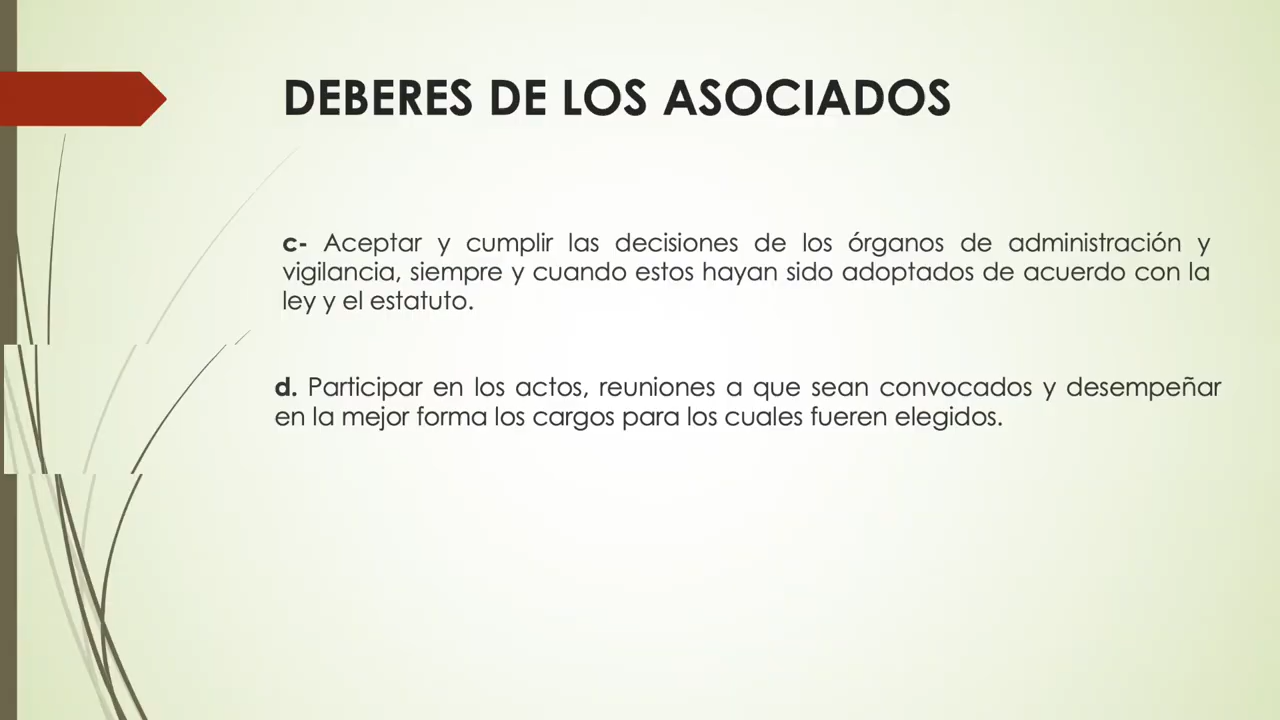 DEBERES DE LOS ASOCIADOS
c- Aceptar y cumplir las decisiones de los órganos de administración y
vigilancia, siempre y cuando estos hayan sido adoptados de acuerdo con la
ley y el estatuto.
d. Participar en los actos, reuniones a que sean convocados y desempeñar
en la mejor forma los cargos para los cuales fueren elegidos.